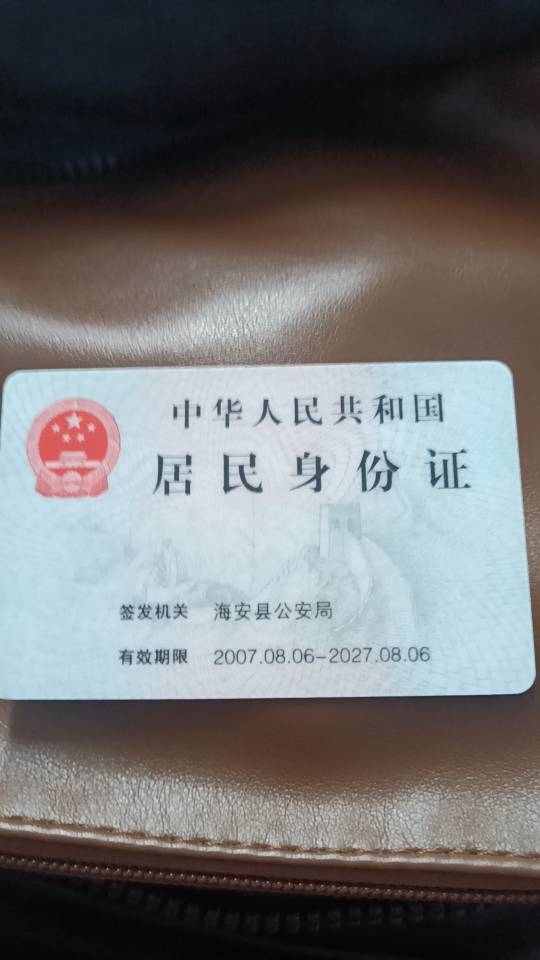 中华人民共和国
居民身份证
签发机关 海安县公安局
有效期限 2007.08.06-2027.08.06